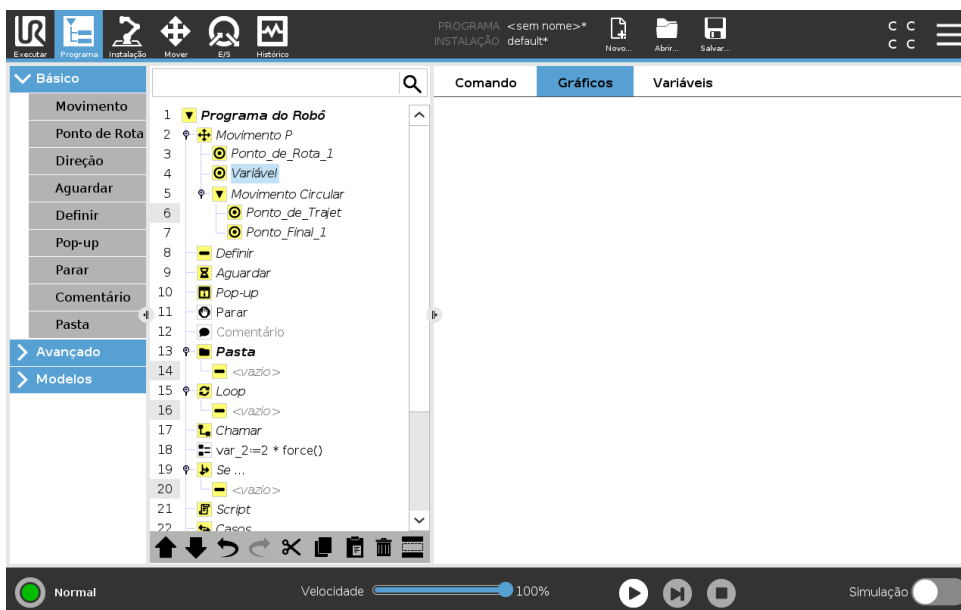 PROGRAMA <sem nome>*
INSTALAÇÃO default*
Executar Programa Instalação Mover E/S Histórico Novo... Abrir... Salvar...
C C
C C
Básico
Movimento
Ponto de Rota
Direção
Aguardar
Definir
Pop-up
Parar
Comentário
Pasta
Avançado
Modelos
1 Programa do Robô
2 Movimento P
3 Ponto_de_Rota_1
4 Variável
5 Movimento Circular
6 Ponto_de_Trajet
7 Ponto_Final_1
8 Definir
9 Aguardar
10 Pop-up
11 Parar
12 Comentário
13 Pasta
14 <vazio>
15 Loop
16 <vazio>
17 Chamar
18 var_2:=2 * force()
19 Se ...
20 <vazio>
21 Script
22 Casos
Comando Gráficos Variáveis
Normal
Velocidade 100%
Simulação